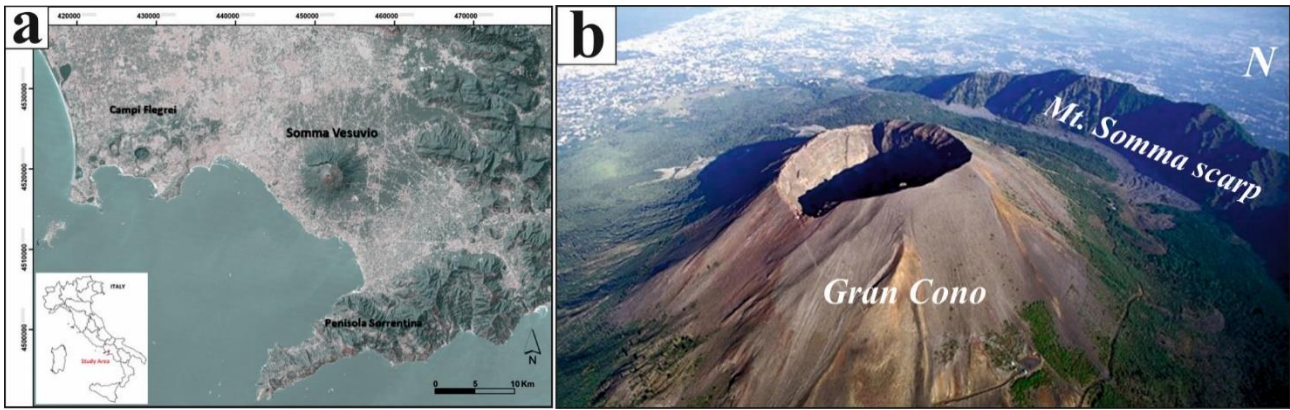 a
420000 430000 440000 450000 460000 470000
4530000
4520000
4510000
4500000
Campi Flegrei
Somma Vesuvio
Penisola Sorrentina
ITALY
Study Area
N
0 5 10 Km
b
N
Mt. Somma scarp
Gran Cono